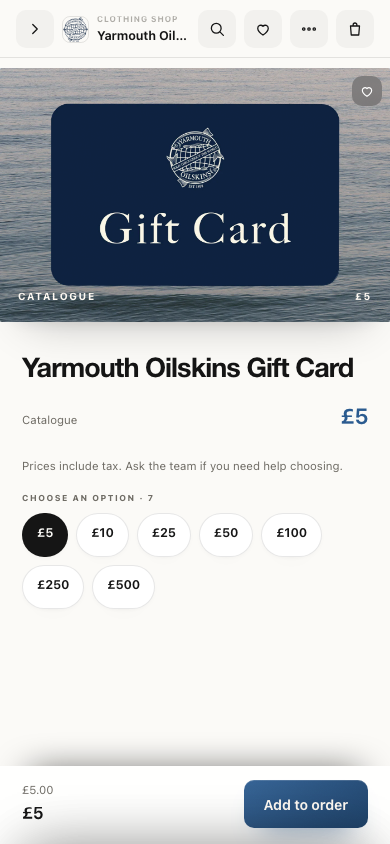 CLOTHING SHOP
Yarmouth Oil...
YARMOUTH
OILSKINS
Gift Card
CATALOGUE
£5
Yarmouth Oilskins Gift Card
Catalogue
£5
Prices include tax. Ask the team if you need help choosing.
CHOOSE AN OPTION · 7
£5
£10
£25
£50
£100
£250
£500
£5.00
£5
Add to order